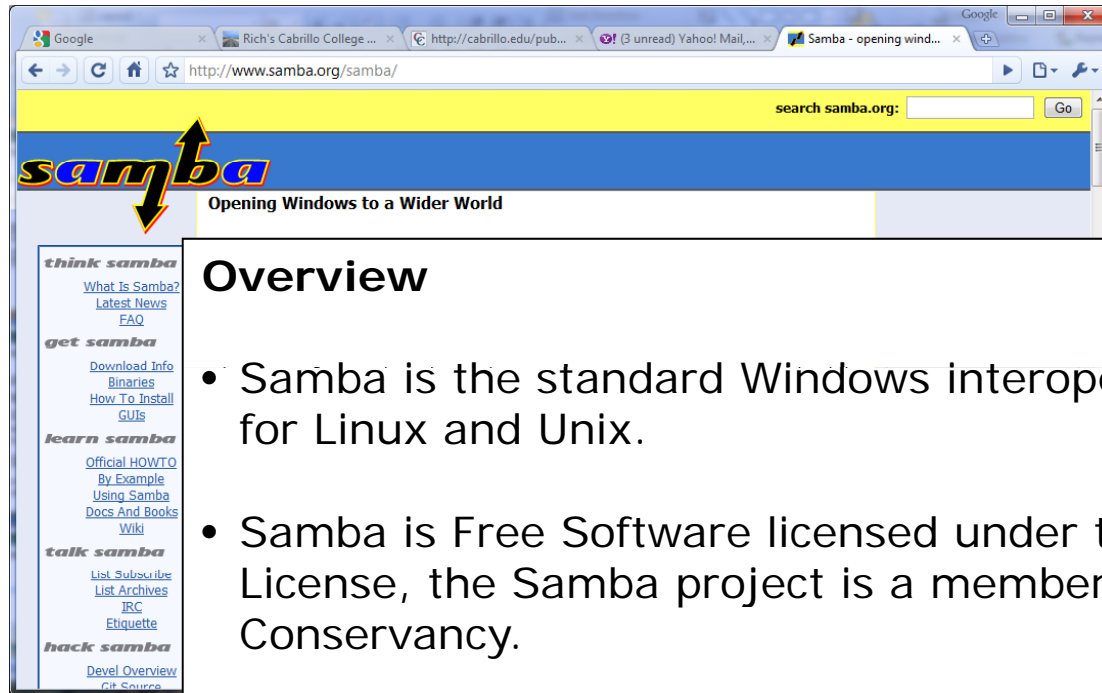 Google
Google
Rich's Cabrillo College ...
http://cabrillo.edu/pub...
(3 unread) Yahoo! Mail,...
Samba - opening wind...
http://www.samba.org/samba/
search samba.org:
Go
samba
Opening Windows to a Wider World
think samba
What Is Samba?
Latest News
FAQ
get samba
Download Info
Binaries
How To Install
GUIs
learn samba
Official HOWTO
By Example
Using Samba
Docs And Books
Wiki
talk samba
List Subscribe
List Archives
IRC
Etiquette
hack samba
Devel Overview
Git Source
Overview
• Samba is the standard Windows interope
for Linux and Unix.
• Samba is Free Software licensed under t
License, the Samba project is a member
Conservancy.